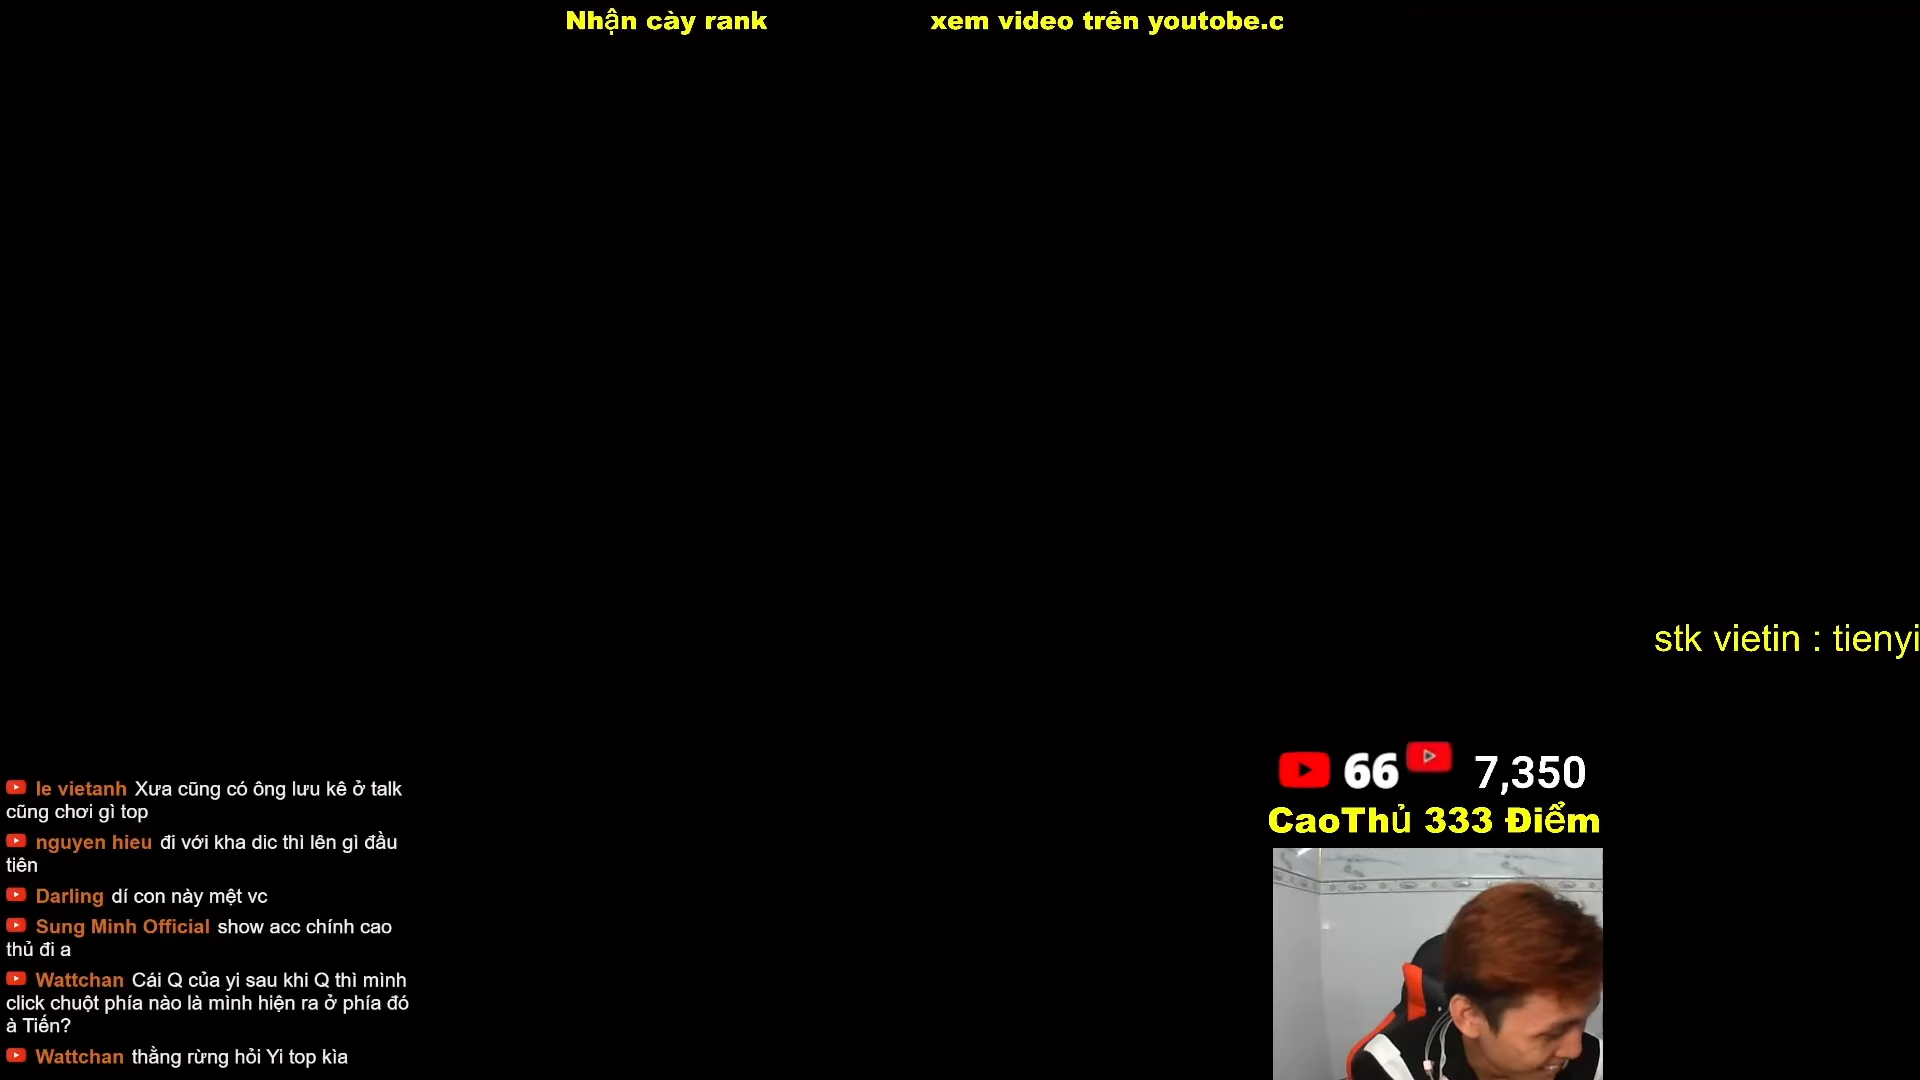 Nhận cày rank xem video trên youtobe.c
stk vietin : tienyi
66 7,350
CaoThủ 333 Điểm
le vietanh Xưa cũng có ông lưu kê ở talk
cũng chơi gì top
nguyen hieu đi với kha dic thì lên gì đầu
tiên
Darling dí con này mệt vc
Sung Minh Official show acc chính cao
thủ đi a
Wattchan Cái Q của yi sau khi Q thì mình
click chuột phía nào là mình hiện ra ở phía đó
à Tiến?
Wattchan thằng rừng hỏi Yi top kìa